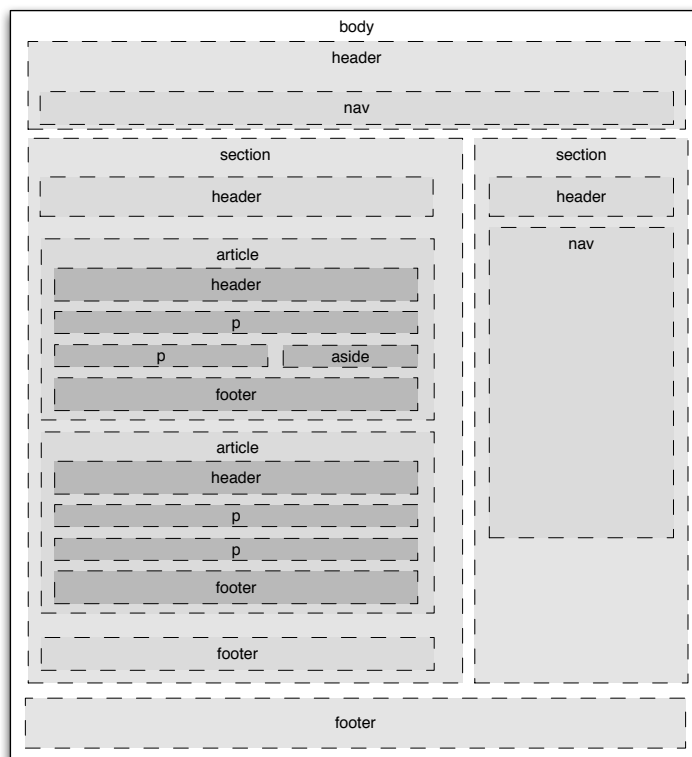 body
header
nav
section
header
article
header
p
p aside
footer
article
header
p
p
footer
footer
section
header
nav
footer